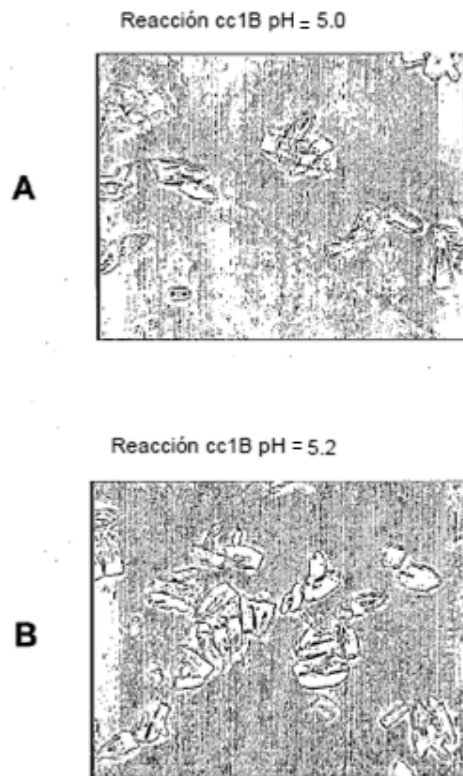 Reacción cc1B pH = 5.0
A
Reacción cc1B pH = 5.2
B